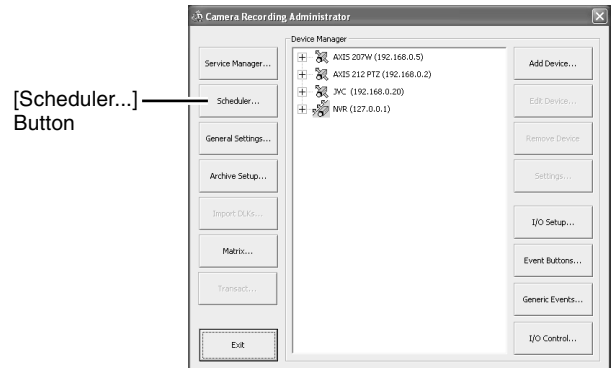 Camera Recording Administrator
[Scheduler...]
Button
Service Manager...
Scheduler...
General Settings...
Archive Setup...
Import DLKs...
Matrix...
Transact...
Exit
Device Manager
AXIS 207W (192.168.0.5)
AXIS 212 PTZ (192.168.0.2)
JVC (192.168.0.20)
NVR (127.0.0.1)
Add Device...
Edit Device...
Remove Device
Settings...
I/O Setup...
Event Buttons...
Generic Events...
I/O Control...